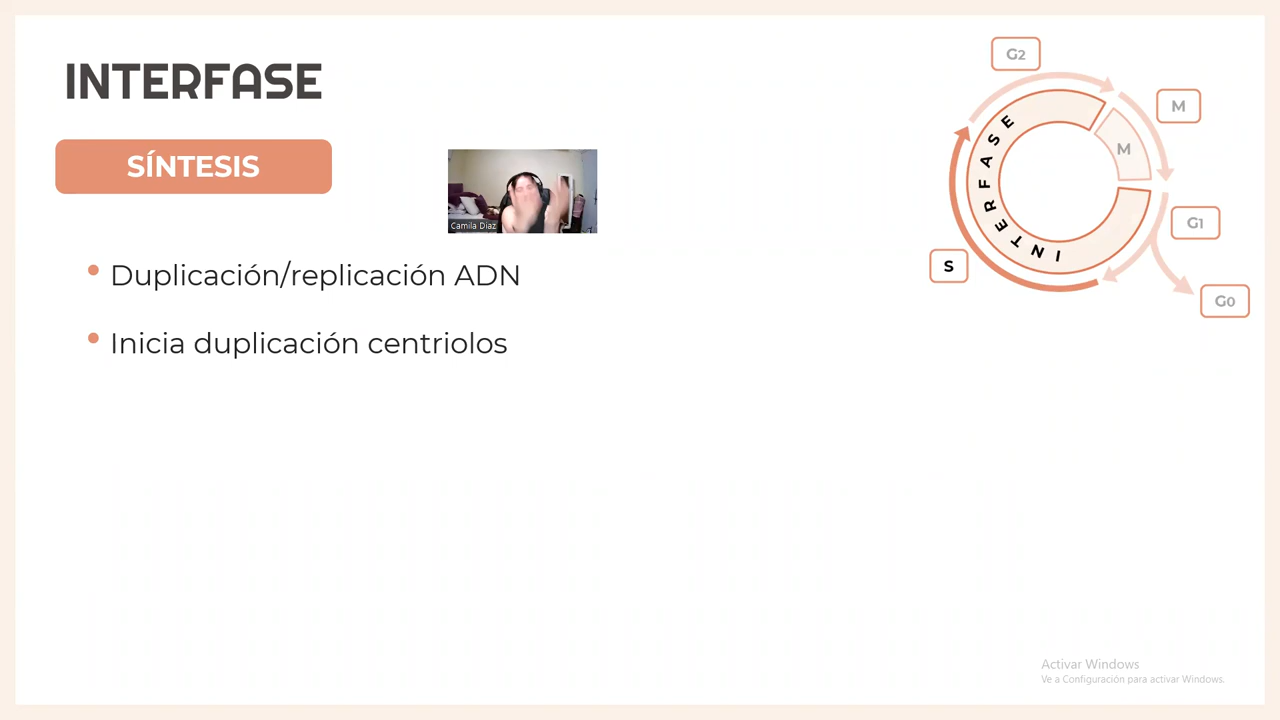 INTERFASE
SÍNTESIS
Camila Diaz
• Duplicación/replicación ADN
• Inicia duplicación centriolos
G2
M
M
INTERFASE
G1
S
G0
Activar Windows
Ve a Configuración para activar Windows.